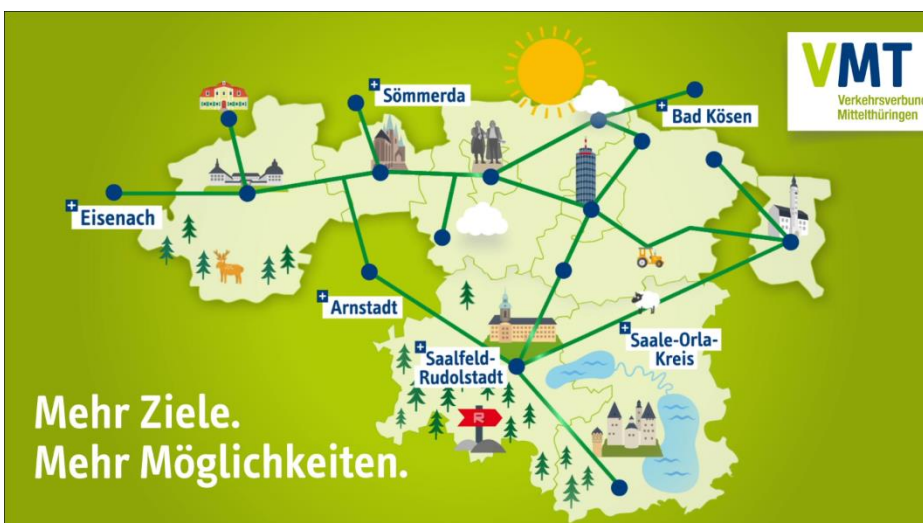 VMT
Verkehrsverbund
Mittelthüringen
Sömmerda
Bad Kösen
Eisenach
Arnstadt
Saale-Orla-
Kreis
Saalfeld-
Rudolstadt
R
Mehr Ziele.
Mehr Möglichkeiten.